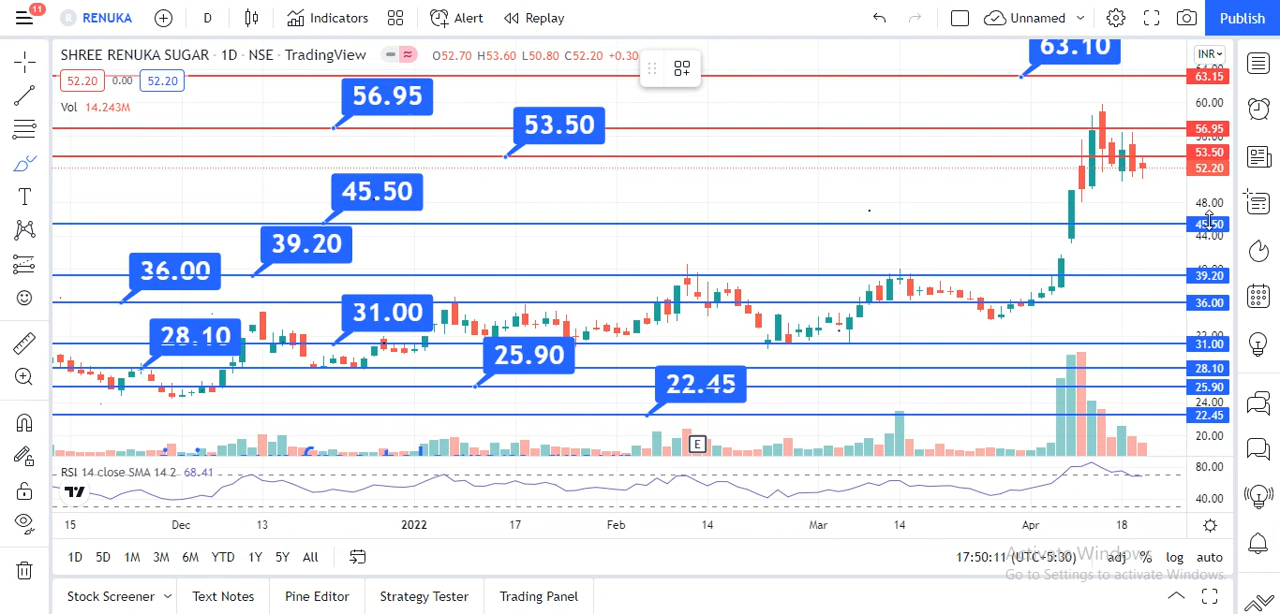 11
R RENUKA
D
Indicators
Alert
Replay
Unnamed
Publish
SHREE RENUKA SUGAR · 1D · NSE · TradingView
O52.70 H53.60 L50.80 C52.20 +0.30
52.20 0.00 52.20
Vol 14.243M
INR
63.10
56.95
53.50
45.50
39.20
36.00
31.00
28.10
25.90
22.45
63.15
60.00
56.95
53.50
52.20
48.00
45.50
44.00
39.20
36.00
31.00
28.10
25.90
24.00
22.45
20.00
E
RSI 14 close SMA 14 2 68.41
80.00
40.00
15 Dec 13 2022 17 Feb 14 Mar 14 Apr 18
1D 5D 1M 3M 6M YTD 1Y 5Y All
17:50:11 (UTC+5:30) adj % log auto
Activate Windows
Go to Settings to activate Windows.
Stock Screener Text Notes Pine Editor Strategy Tester Trading Panel